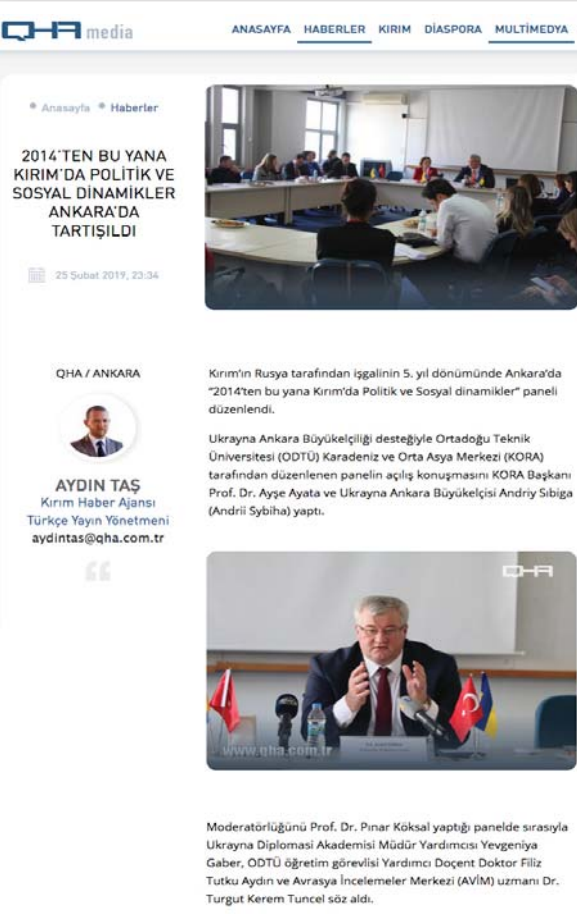 QHA media
ANASAYFA HABERLER KIRIM DİASPORA MULTİMEDYA
Anasayfa Haberler
2014'TEN BU YANA
KIRIM'DA POLİTİK VE
SOSYAL DİNAMİKLER
ANKARA'DA
TARTIŞILDI
25 Şubat 2019, 23:34
QHA / ANKARA
AYDIN TAŞ
Kırım Haber Ajansı
Türkçe Yayın Yönetmeni
aydintas@qha.com.tr
Kırım'ın Rusya tarafından işgalinin 5. yıl dönümünde Ankara'da
"2014'ten bu yana Kırım'da Politik ve Sosyal dinamikler" paneli
düzenlendi.
Ukrayna Ankara Büyükelçiliği desteğiyle Ortadoğu Teknik
Üniversitesi (ODTÜ) Karadeniz ve Orta Asya Merkezi (KORA)
tarafından düzenlenen panelin açılış konuşmasını KORA Başkanı
Prof. Dr. Ayşe Ayata ve Ukrayna Ankara Büyükelçisi Andriy Sıbiga
(Andrii Sybiha) yaptı.
QHA
www.qha.com.tr
Moderatörlüğünü Prof. Dr. Pınar Köksal yaptığı panelde sırasıyla
Ukrayna Diplomasi Akademisi Müdür Yardımcısı Yevgeniya
Gaber, ODTÜ öğretim görevlisi Yardımcı Doçent Doktor Filiz
Tutku Aydın ve Avrasya İncelemeler Merkezi (AVİM) uzmanı Dr.
Turgut Kerem Tuncel söz aldı.